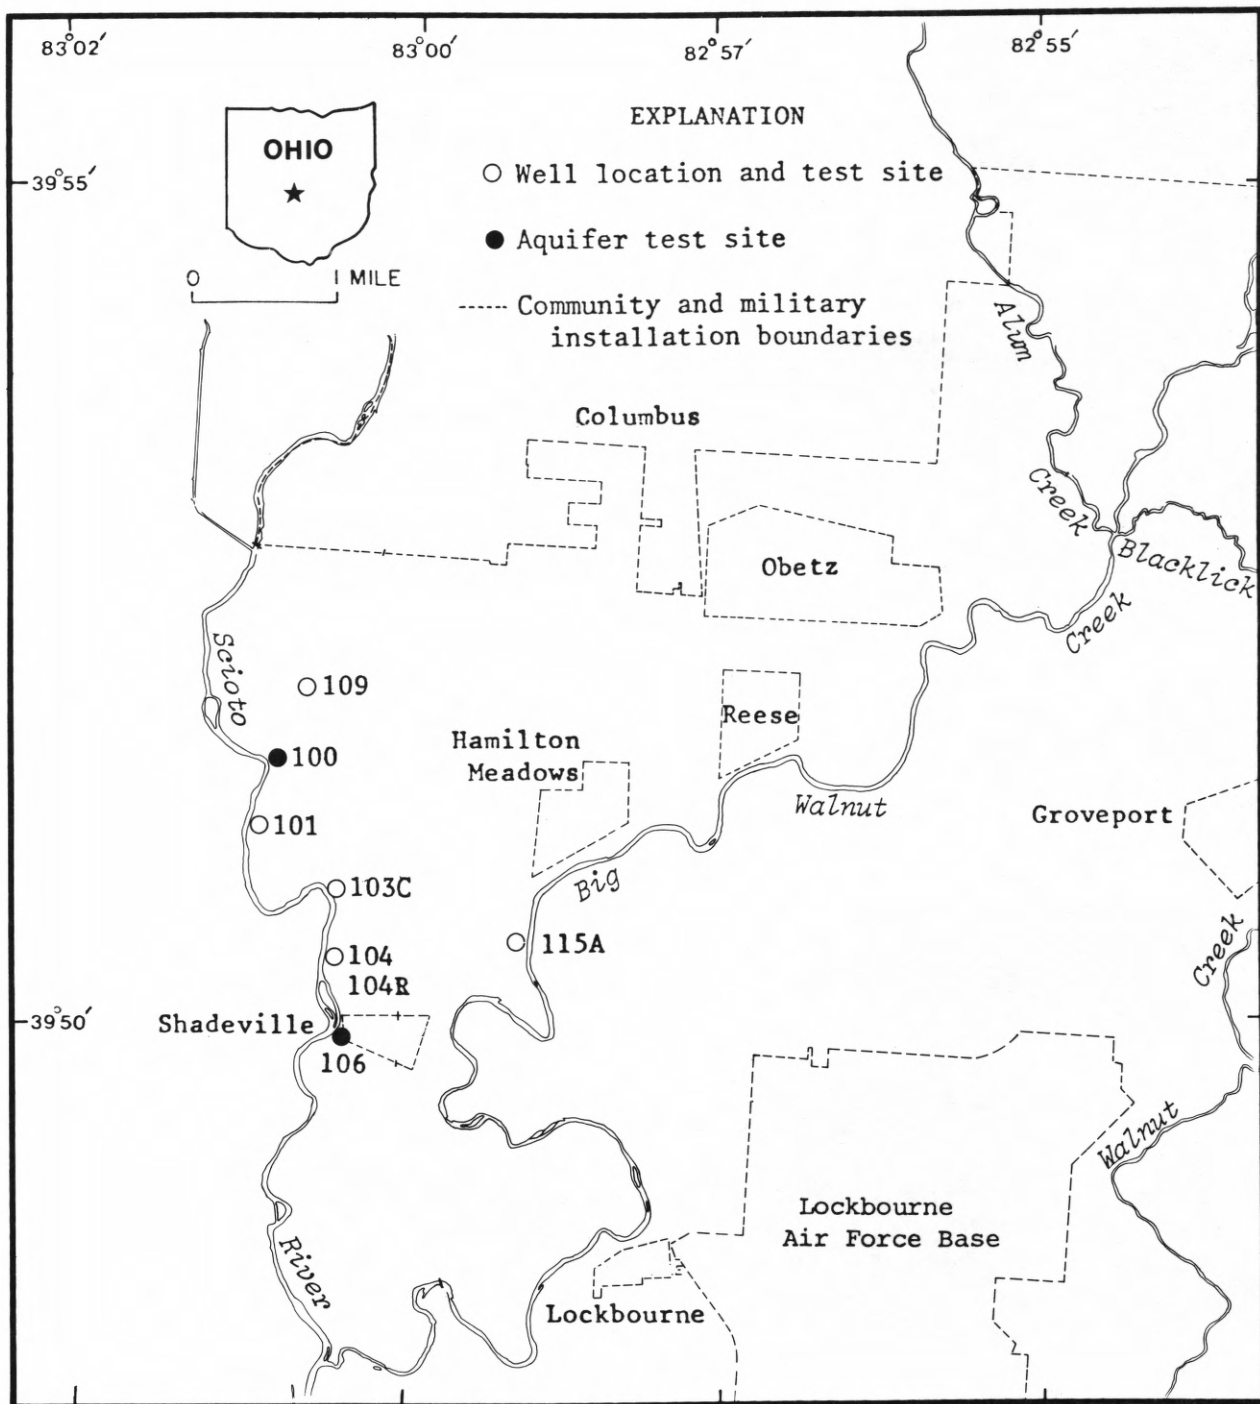 83°02′ 83°00′ 82°57′ 82°55′
EXPLANATION
OHIO
Well location and test site
39°55′
Aquifer test site
0 1 MILE
Community and military
installation boundaries
Alum
Creek
Columbus
Obetz
Blacklick
Creek
Scioto
109
100
101
103C
104
104R
Hamilton
Meadows
Reese
Walnut
Big
115A
Groveport
Creek
39°50′
Shadeville
106
Walnut
River
Lockbourne
Air Force Base
Lockbourne